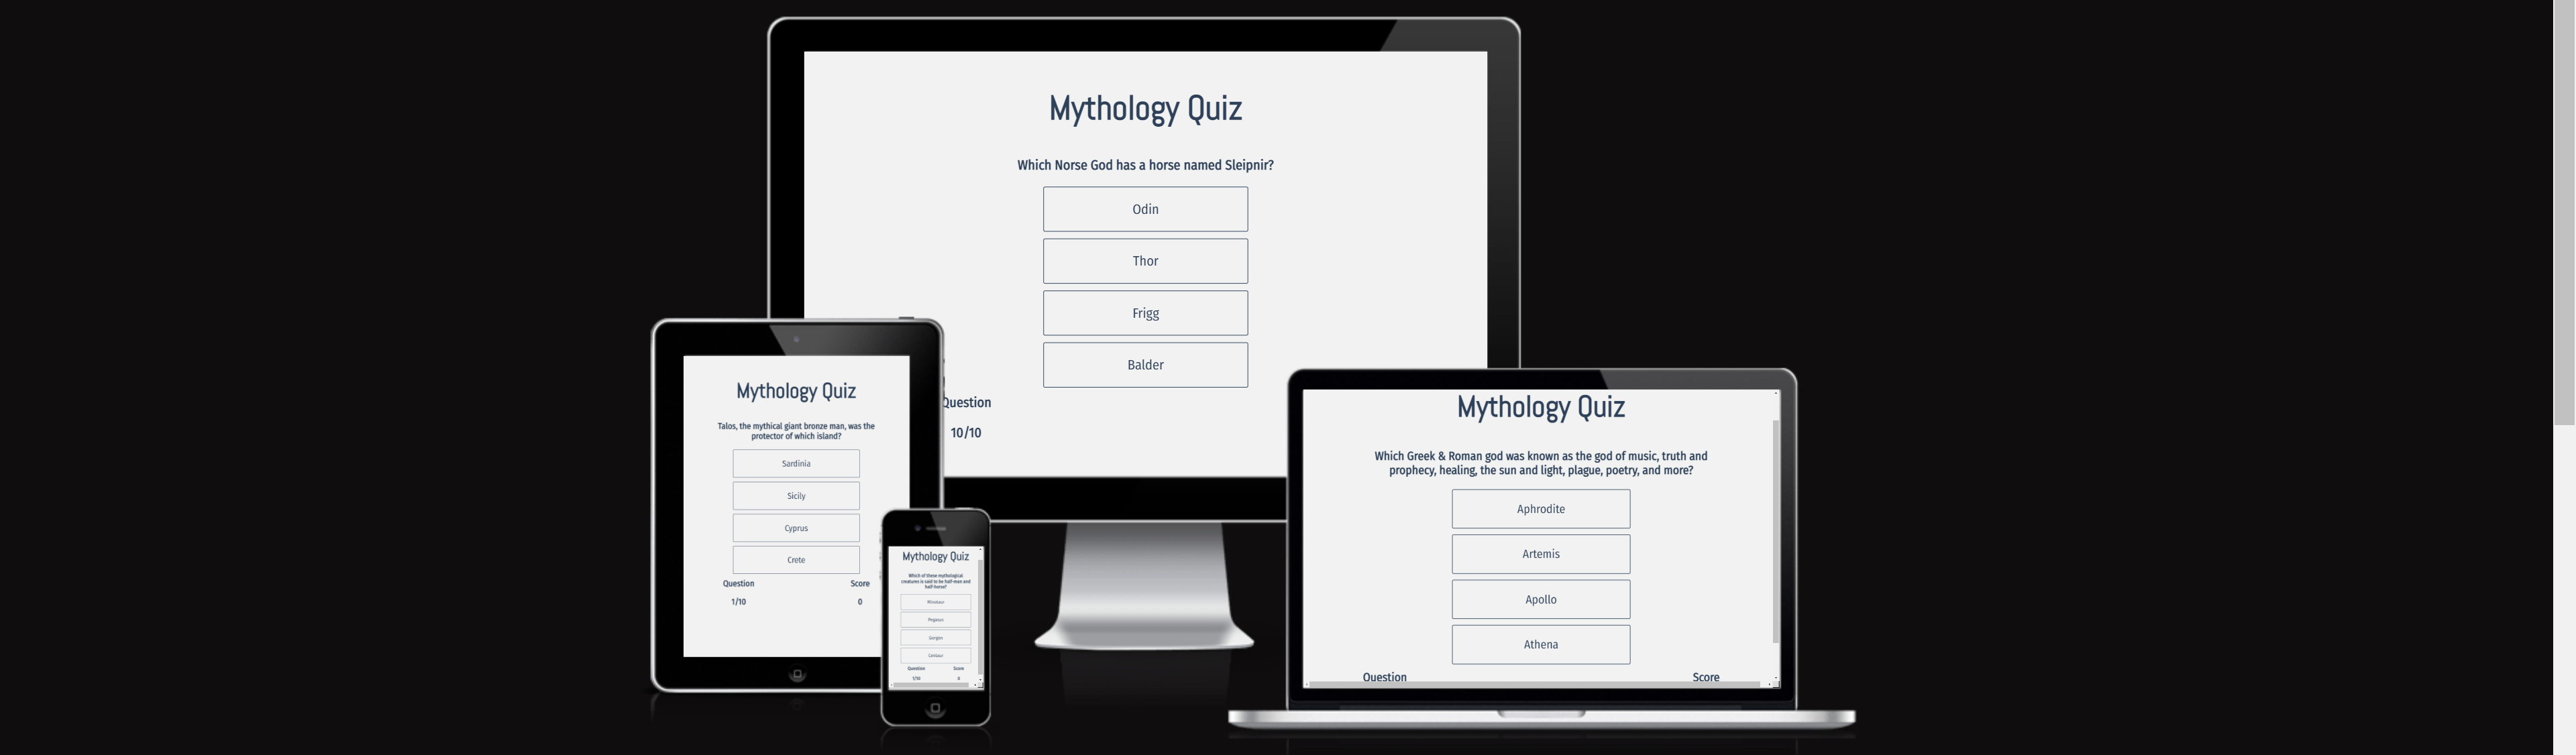 Mythology Quiz
Which Norse God has a horse named Sleipnir?
Odin
Thor
Frigg
Balder
Question
10/10
Mythology Quiz
Talos, the mythical giant bronze man, was the
protector of which island?
Sardinia
Sicily
Cyprus
Crete
Question Score
1/10 0
Mythology Quiz
Which of these mythological
creatures is said to be half-man and
half-horse?
Minotaur
Pegasus
Gorgon
Centaur
Question Score
1/10 0
Mythology Quiz
Which Greek & Roman god was known as the god of music, truth and
prophecy, healing, the sun and light, plague, poetry, and more?
Aphrodite
Artemis
Apollo
Athena
Question Score